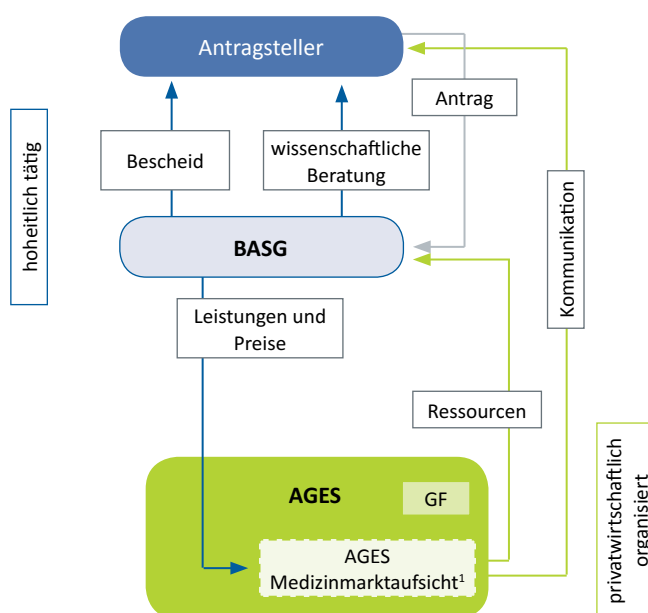 Antragsteller
Antrag
Bescheid
wissenschaftliche
Beratung
hoheitlich tätig
BASG
Kommunikation
Leistungen und
Preise
Ressourcen
privatwirtschaftlich
organisiert
AGES
GF
AGES
Medizinmarktaufsicht¹